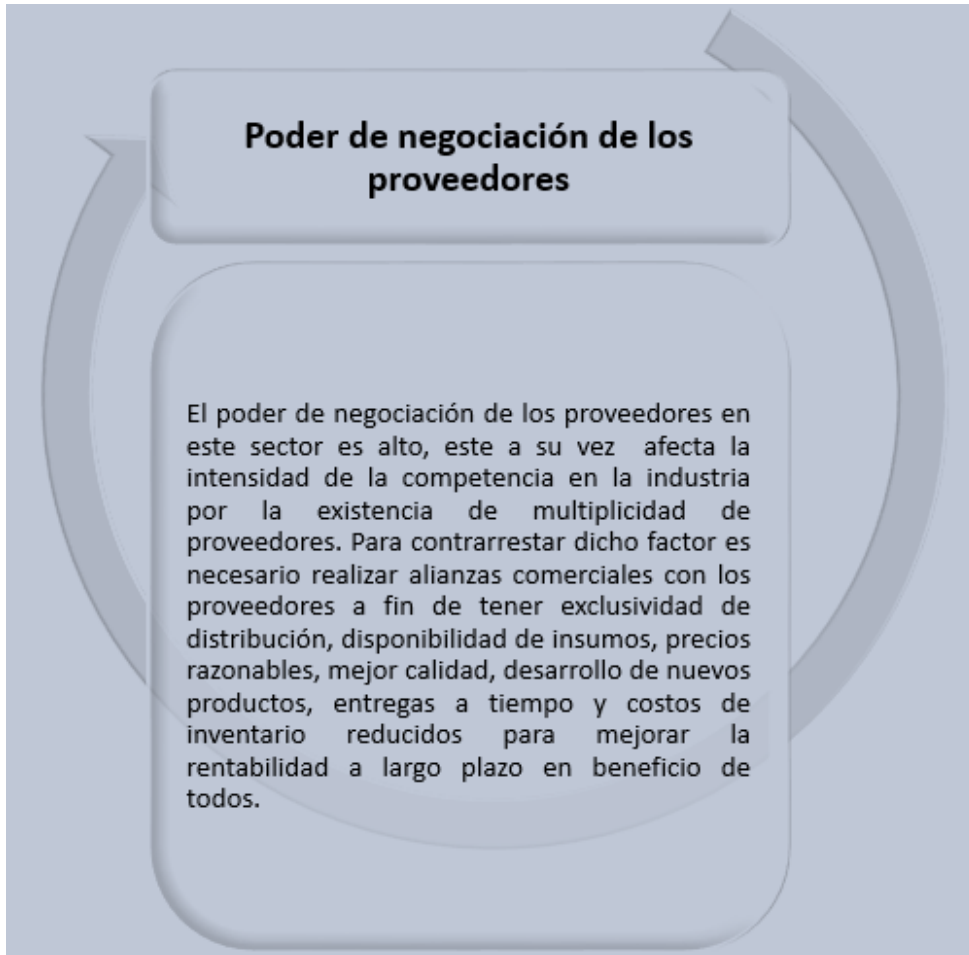 Poder de negociación de los
proveedores
El poder de negociación de los proveedores en
este sector es alto, este a su vez  afecta la
intensidad de la competencia en la industria
por la existencia de multiplicidad de
proveedores. Para contrarrestar dicho factor es
necesario realizar alianzas comerciales con los
proveedores a fin de tener exclusividad de
distribución, disponibilidad de insumos, precios
razonables, mejor calidad, desarrollo de nuevos
productos, entregas a tiempo y costos de
inventario reducidos para mejorar la
rentabilidad a largo plazo en beneficio de
todos.